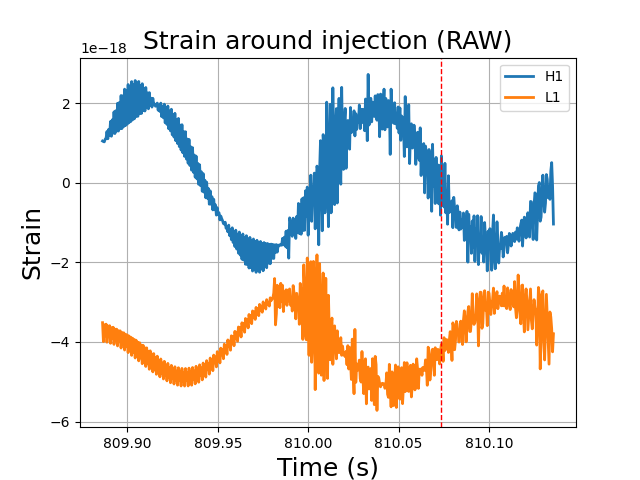 Strain around injection (RAW)
1e−18
H1
L1
2
0
−2
−4
−6
Strain
809.90 809.95 810.00 810.05 810.10
Time (s)